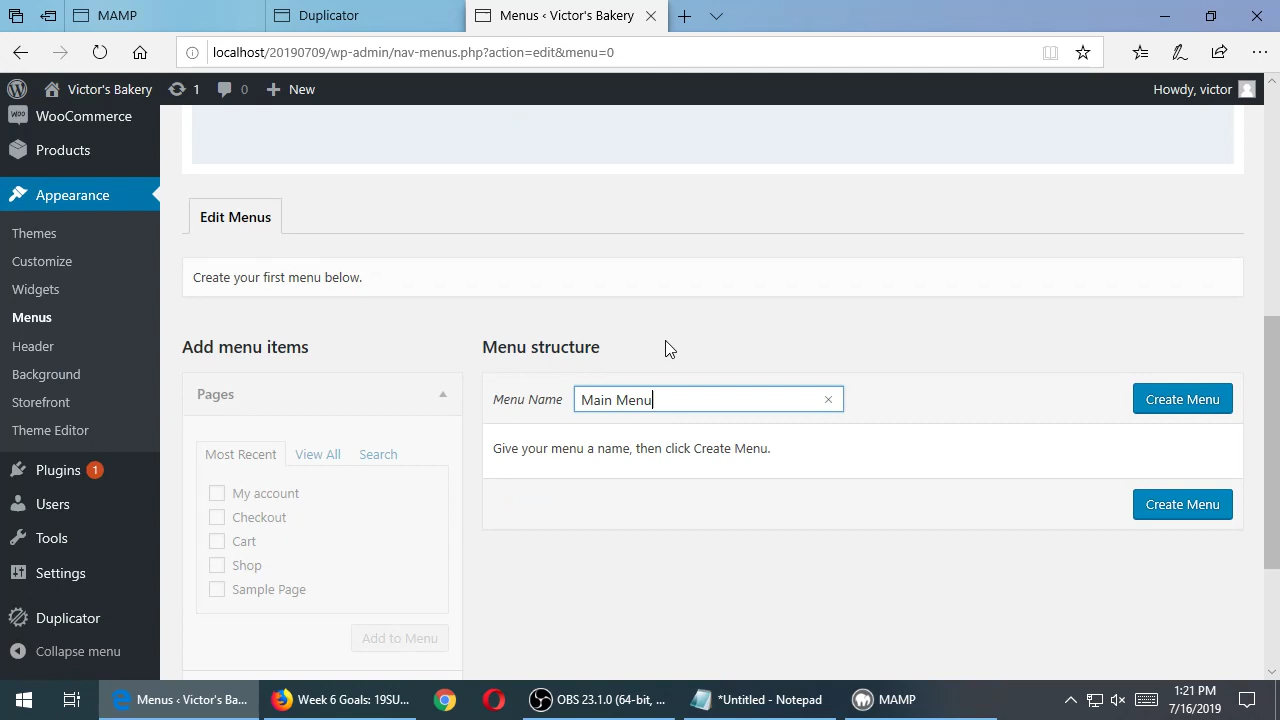 MAMP
Duplicator
Menus ‹ Victor's Bakery
localhost/20190709/wp-admin/nav-menus.php?action=edit&menu=0
Victor's Bakery
1
0
New
Howdy, victor
WooCommerce
Products
Appearance
Themes
Customize
Widgets
Menus
Header
Background
Storefront
Theme Editor
Plugins 1
Users
Tools
Settings
Duplicator
Collapse menu
Edit Menus
Create your first menu below.
Add menu items
Pages
Most Recent
View All
Search
My account
Checkout
Cart
Shop
Sample Page
Add to Menu
Menu structure
Menu Name
Main Menu
Create Menu
Give your menu a name, then click Create Menu.
Create Menu
Menus ‹ Victor's Ba...
Week 6 Goals: 19SU...
OBS 23.1.0 (64-bit, ...
*Untitled - Notepad
MAMP
1:21 PM
7/16/2019